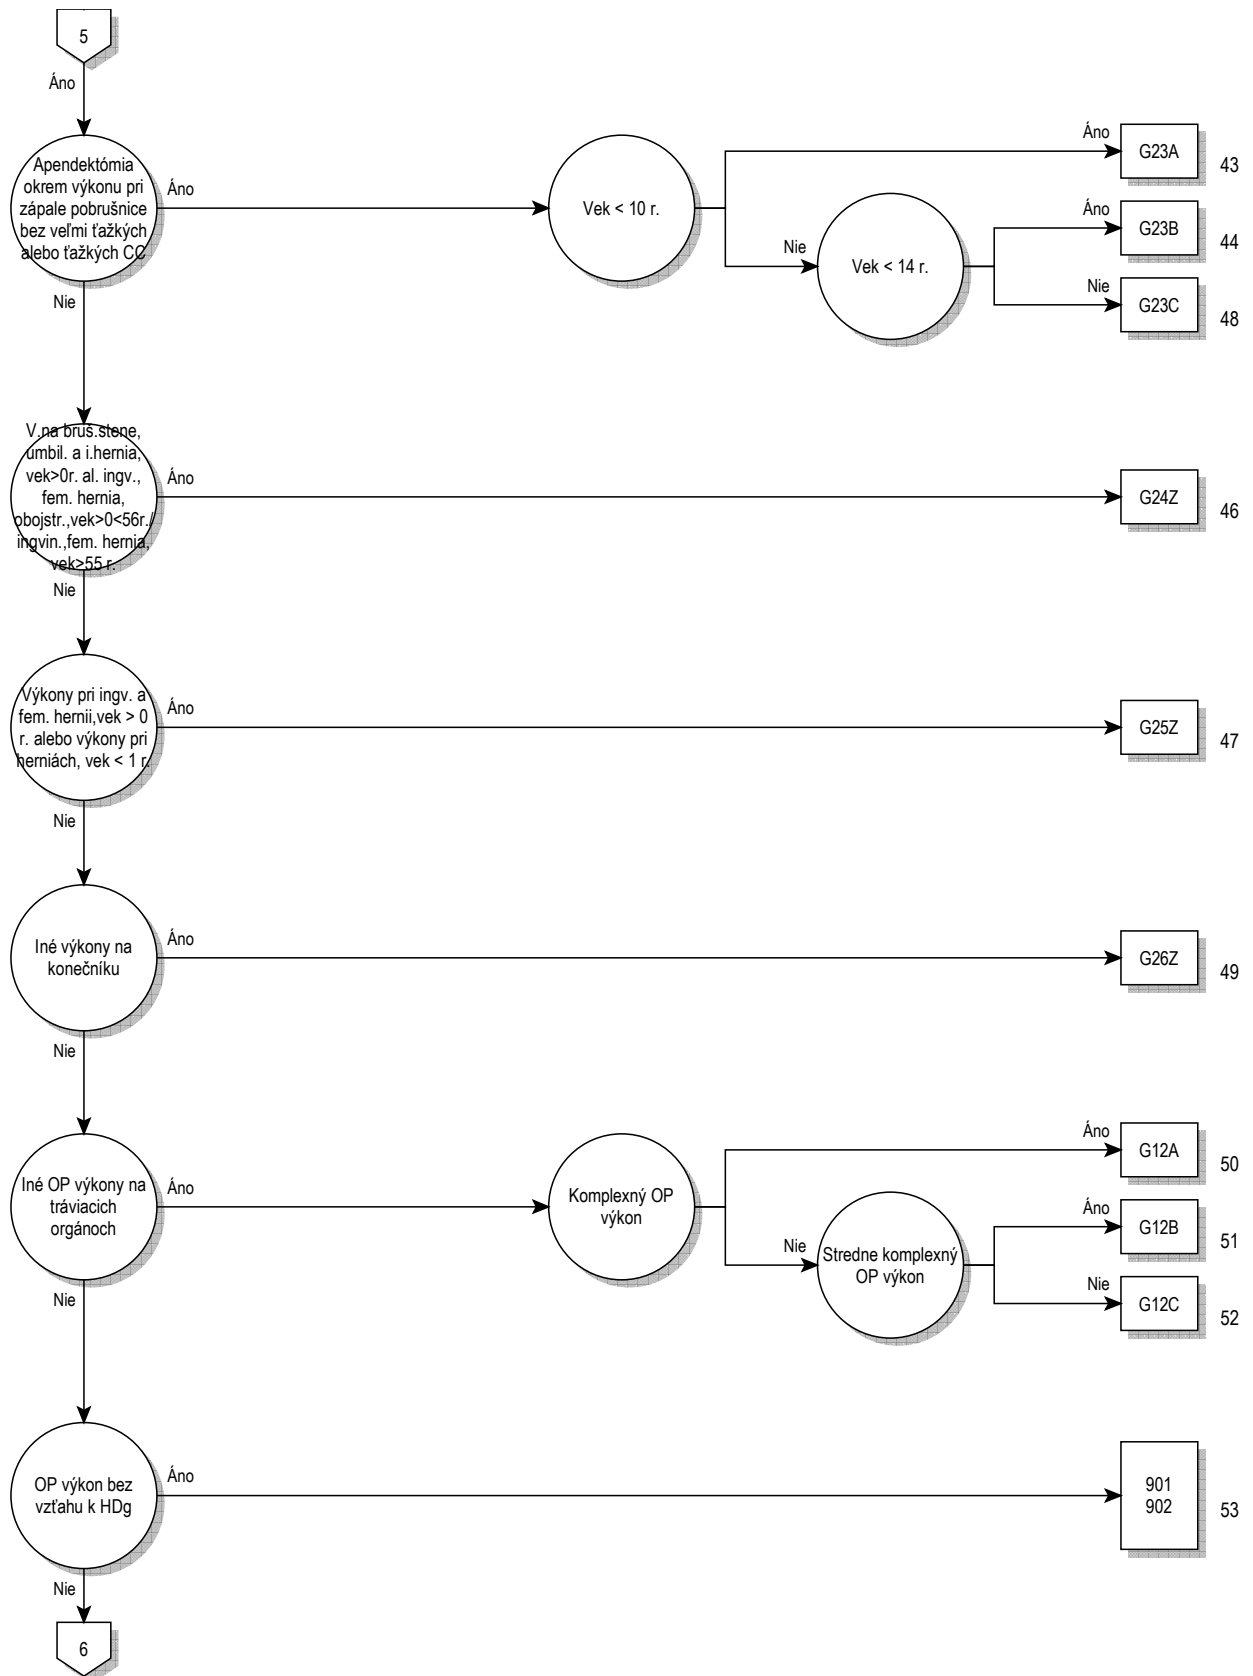 5
Áno
Apendektómia
okrem výkonu pri
zápale pobrušnice
bez veľmi ťažkých
alebo ťažkých CC
Áno
Vek < 10 r.
Áno
G23A
43
Nie
Vek < 14 r.
Áno
G23B
44
Nie
G23C
48
Nie
V.na bruš.stene,
umbil. a i.hernia,
vek>0r. al. ingv.,
fem. hernia,
obojstr.,vek>0<56r./
ingvin.,fem. hernia,
vek>55 r.
Áno
G24Z
46
Nie
Výkony pri ingv. a
fem. hernii,vek > 0
r. alebo výkony pri
herniách, vek < 1 r.
Áno
G25Z
47
Nie
Iné výkony na
konečníku
Áno
G26Z
49
Nie
Iné OP výkony na
tráviacich
orgánoch
Áno
Komplexný OP
výkon
Áno
G12A
50
Nie
Stredne komplexný
OP výkon
Áno
G12B
51
Nie
G12C
52
Nie
OP výkon bez
vzťahu k HDg
Áno
901
902
53
Nie
6